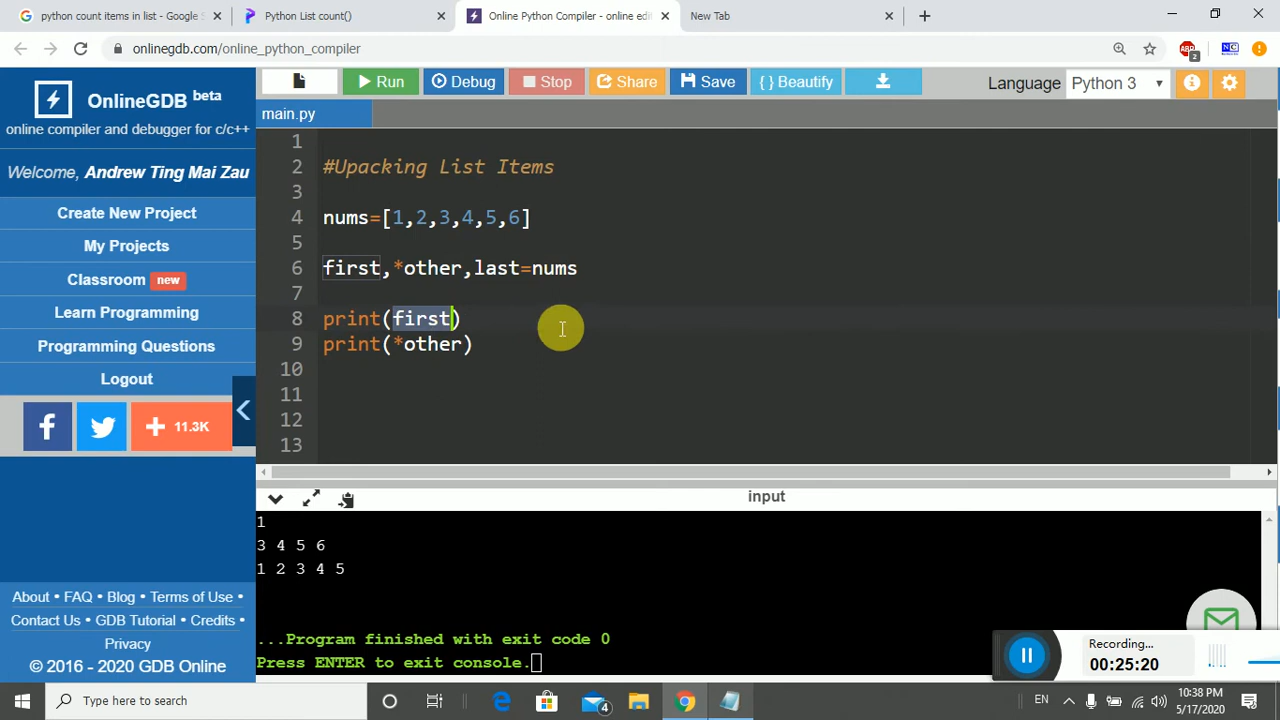 python count items in list - Google S
Python List count()
Online Python Compiler - online edi
New Tab
onlinegdb.com/online_python_compiler
ABP
2
NC
OnlineGDB beta
online compiler and debugger for c/c++
Welcome, Andrew Ting Mai Zau
Create New Project
My Projects
Classroom new
Learn Programming
Programming Questions
Logout
11.3K
About • FAQ • Blog • Terms of Use •
Contact Us • GDB Tutorial • Credits •
Privacy
© 2016 - 2020 GDB Online
Run
Debug
Stop
Share
Save
{ } Beautify
Language Python 3
main.py
1
2 #Upacking List Items
3
4 nums=[1,2,3,4,5,6]
5
6 first,*other,last=nums
7
8 print(first)
9 print(*other)
10
11
12
13
input
1
3 4 5 6
1 2 3 4 5
...Program finished with exit code 0
Press ENTER to exit console.
Recording...
00:25:20
Type here to search
4
EN
10:38 PM
5/17/2020